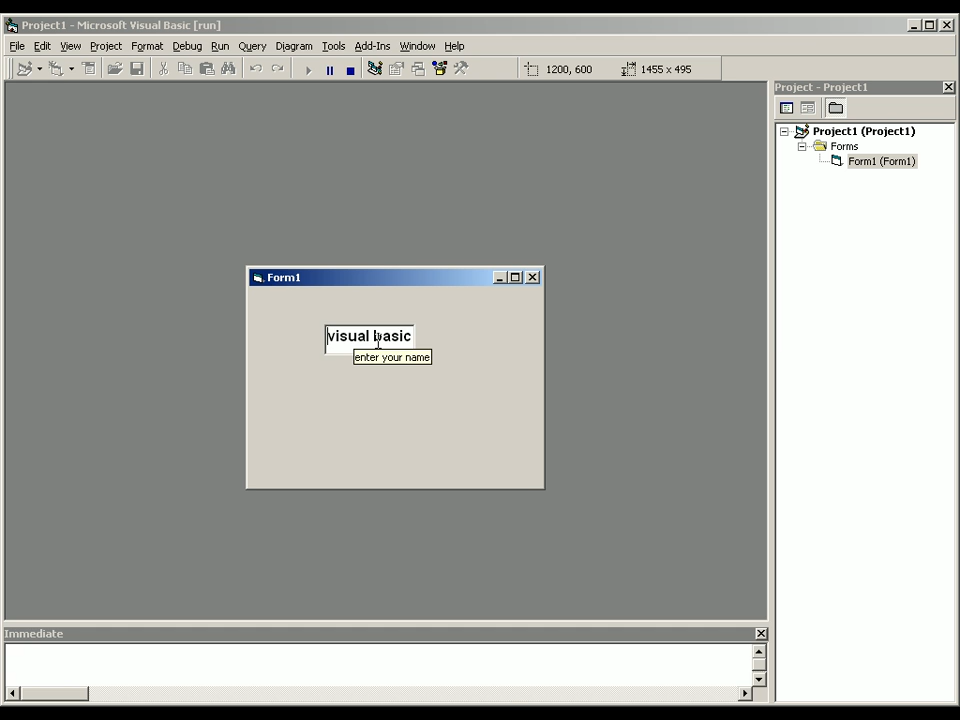 Project1 - Microsoft Visual Basic [run]
File Edit View Project Format Debug Run Query Diagram Tools Add-Ins Window Help
1200, 600 1455 x 495
Project - Project1
Project1 (Project1)
Forms
Form1 (Form1)
Form1
visual basic
enter your name
Immediate